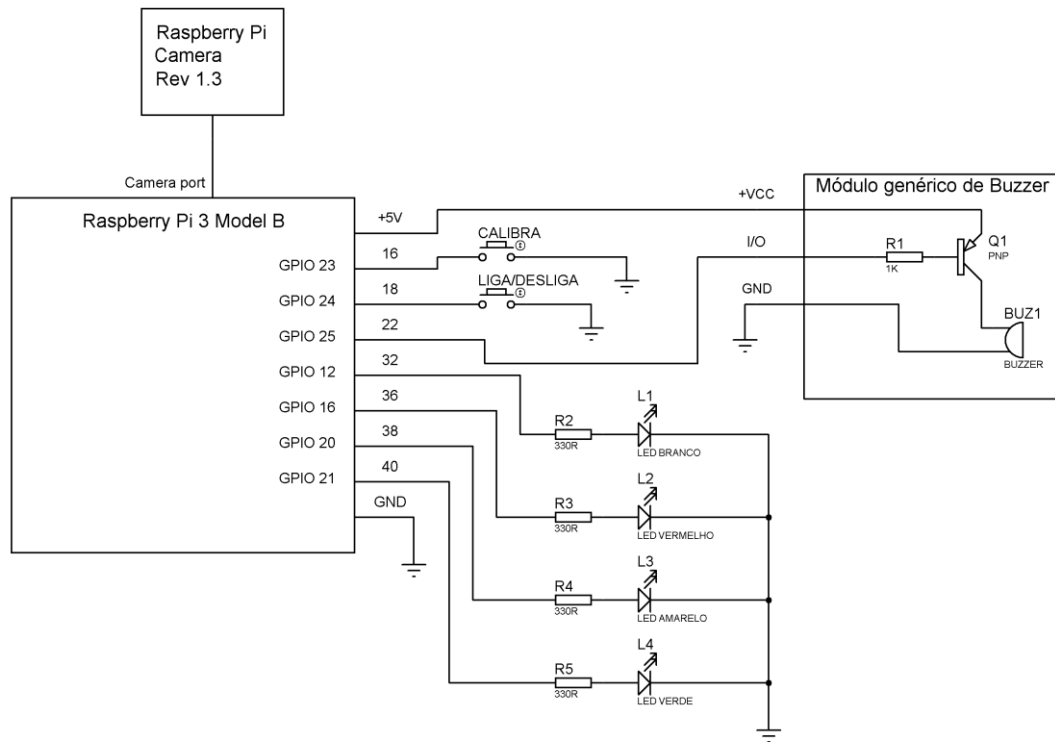 Raspberry Pi
Camera
Rev 1.3
Camera port
Raspberry Pi 3 Model B
+5V
GPIO 23
16
CALIBRA
GPIO 24
18
LIGA/DESLIGA
GPIO 25
22
GPIO 12
32
GPIO 16
36
GPIO 20
38
GPIO 21
40
GND
Módulo genérico de Buzzer
+VCC
I/O
GND
R1
1K
Q1
PNP
BUZ1
BUZZER
R2
330R
L1
LED BRANCO
R3
330R
L2
LED VERMELHO
R4
330R
L3
LED AMARELO
R5
330R
L4
LED VERDE